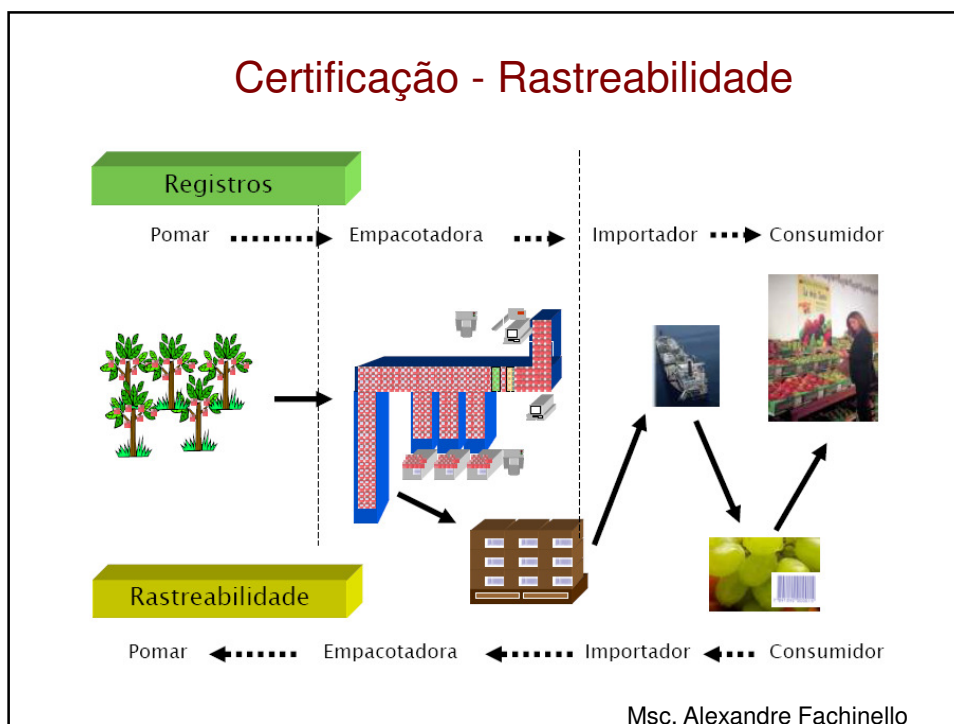 Certificação - Rastreabilidade
Registros
Pomar Empacotadora Importador Consumidor
Rastreabilidade
Pomar Empacotadora Importador Consumidor
Msc. Alexandre Fachinello